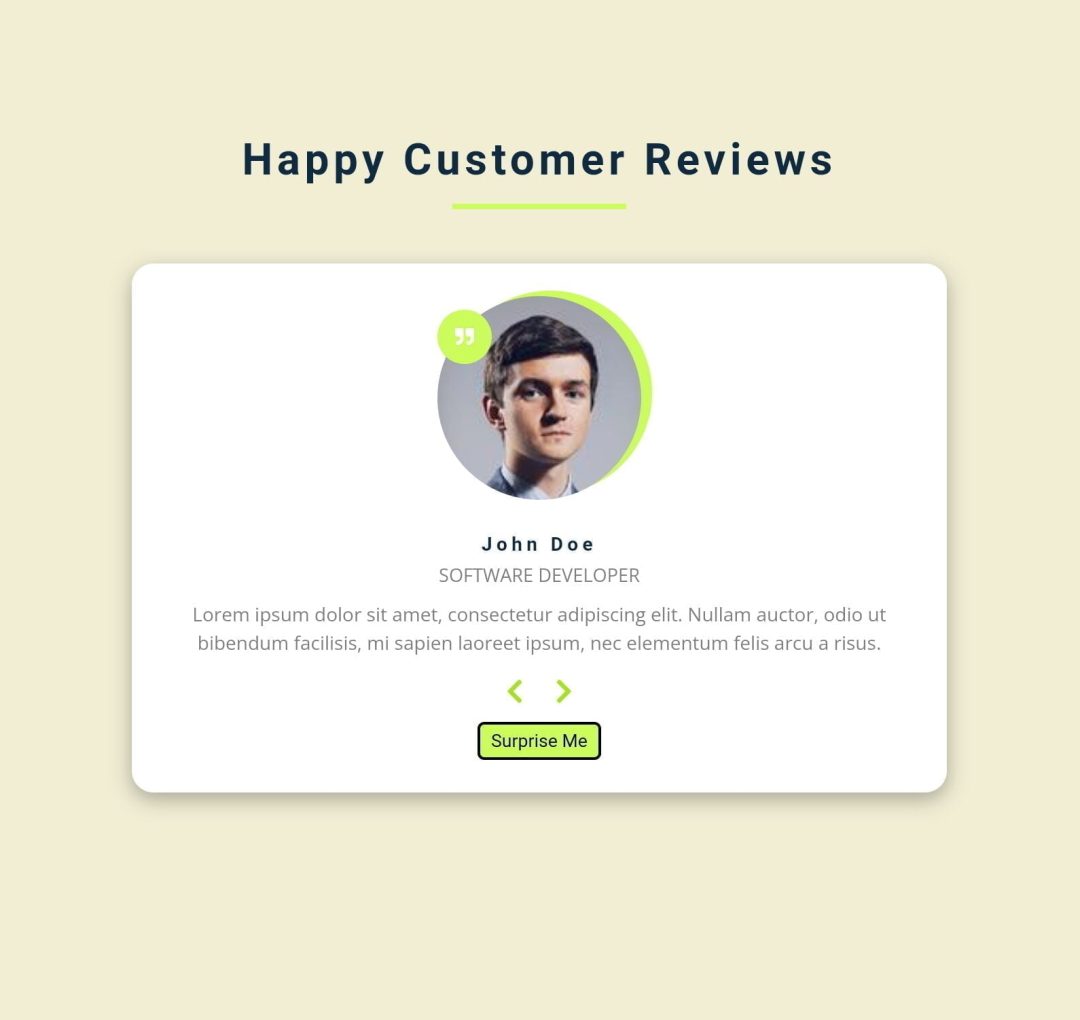 Happy Customer Reviews
John Doe
SOFTWARE DEVELOPER
Lorem ipsum dolor sit amet, consectetur adipiscing elit. Nullam auctor, odio ut
bibendum facilisis, mi sapien laoreet ipsum, nec elementum felis arcu a risus.
Surprise Me